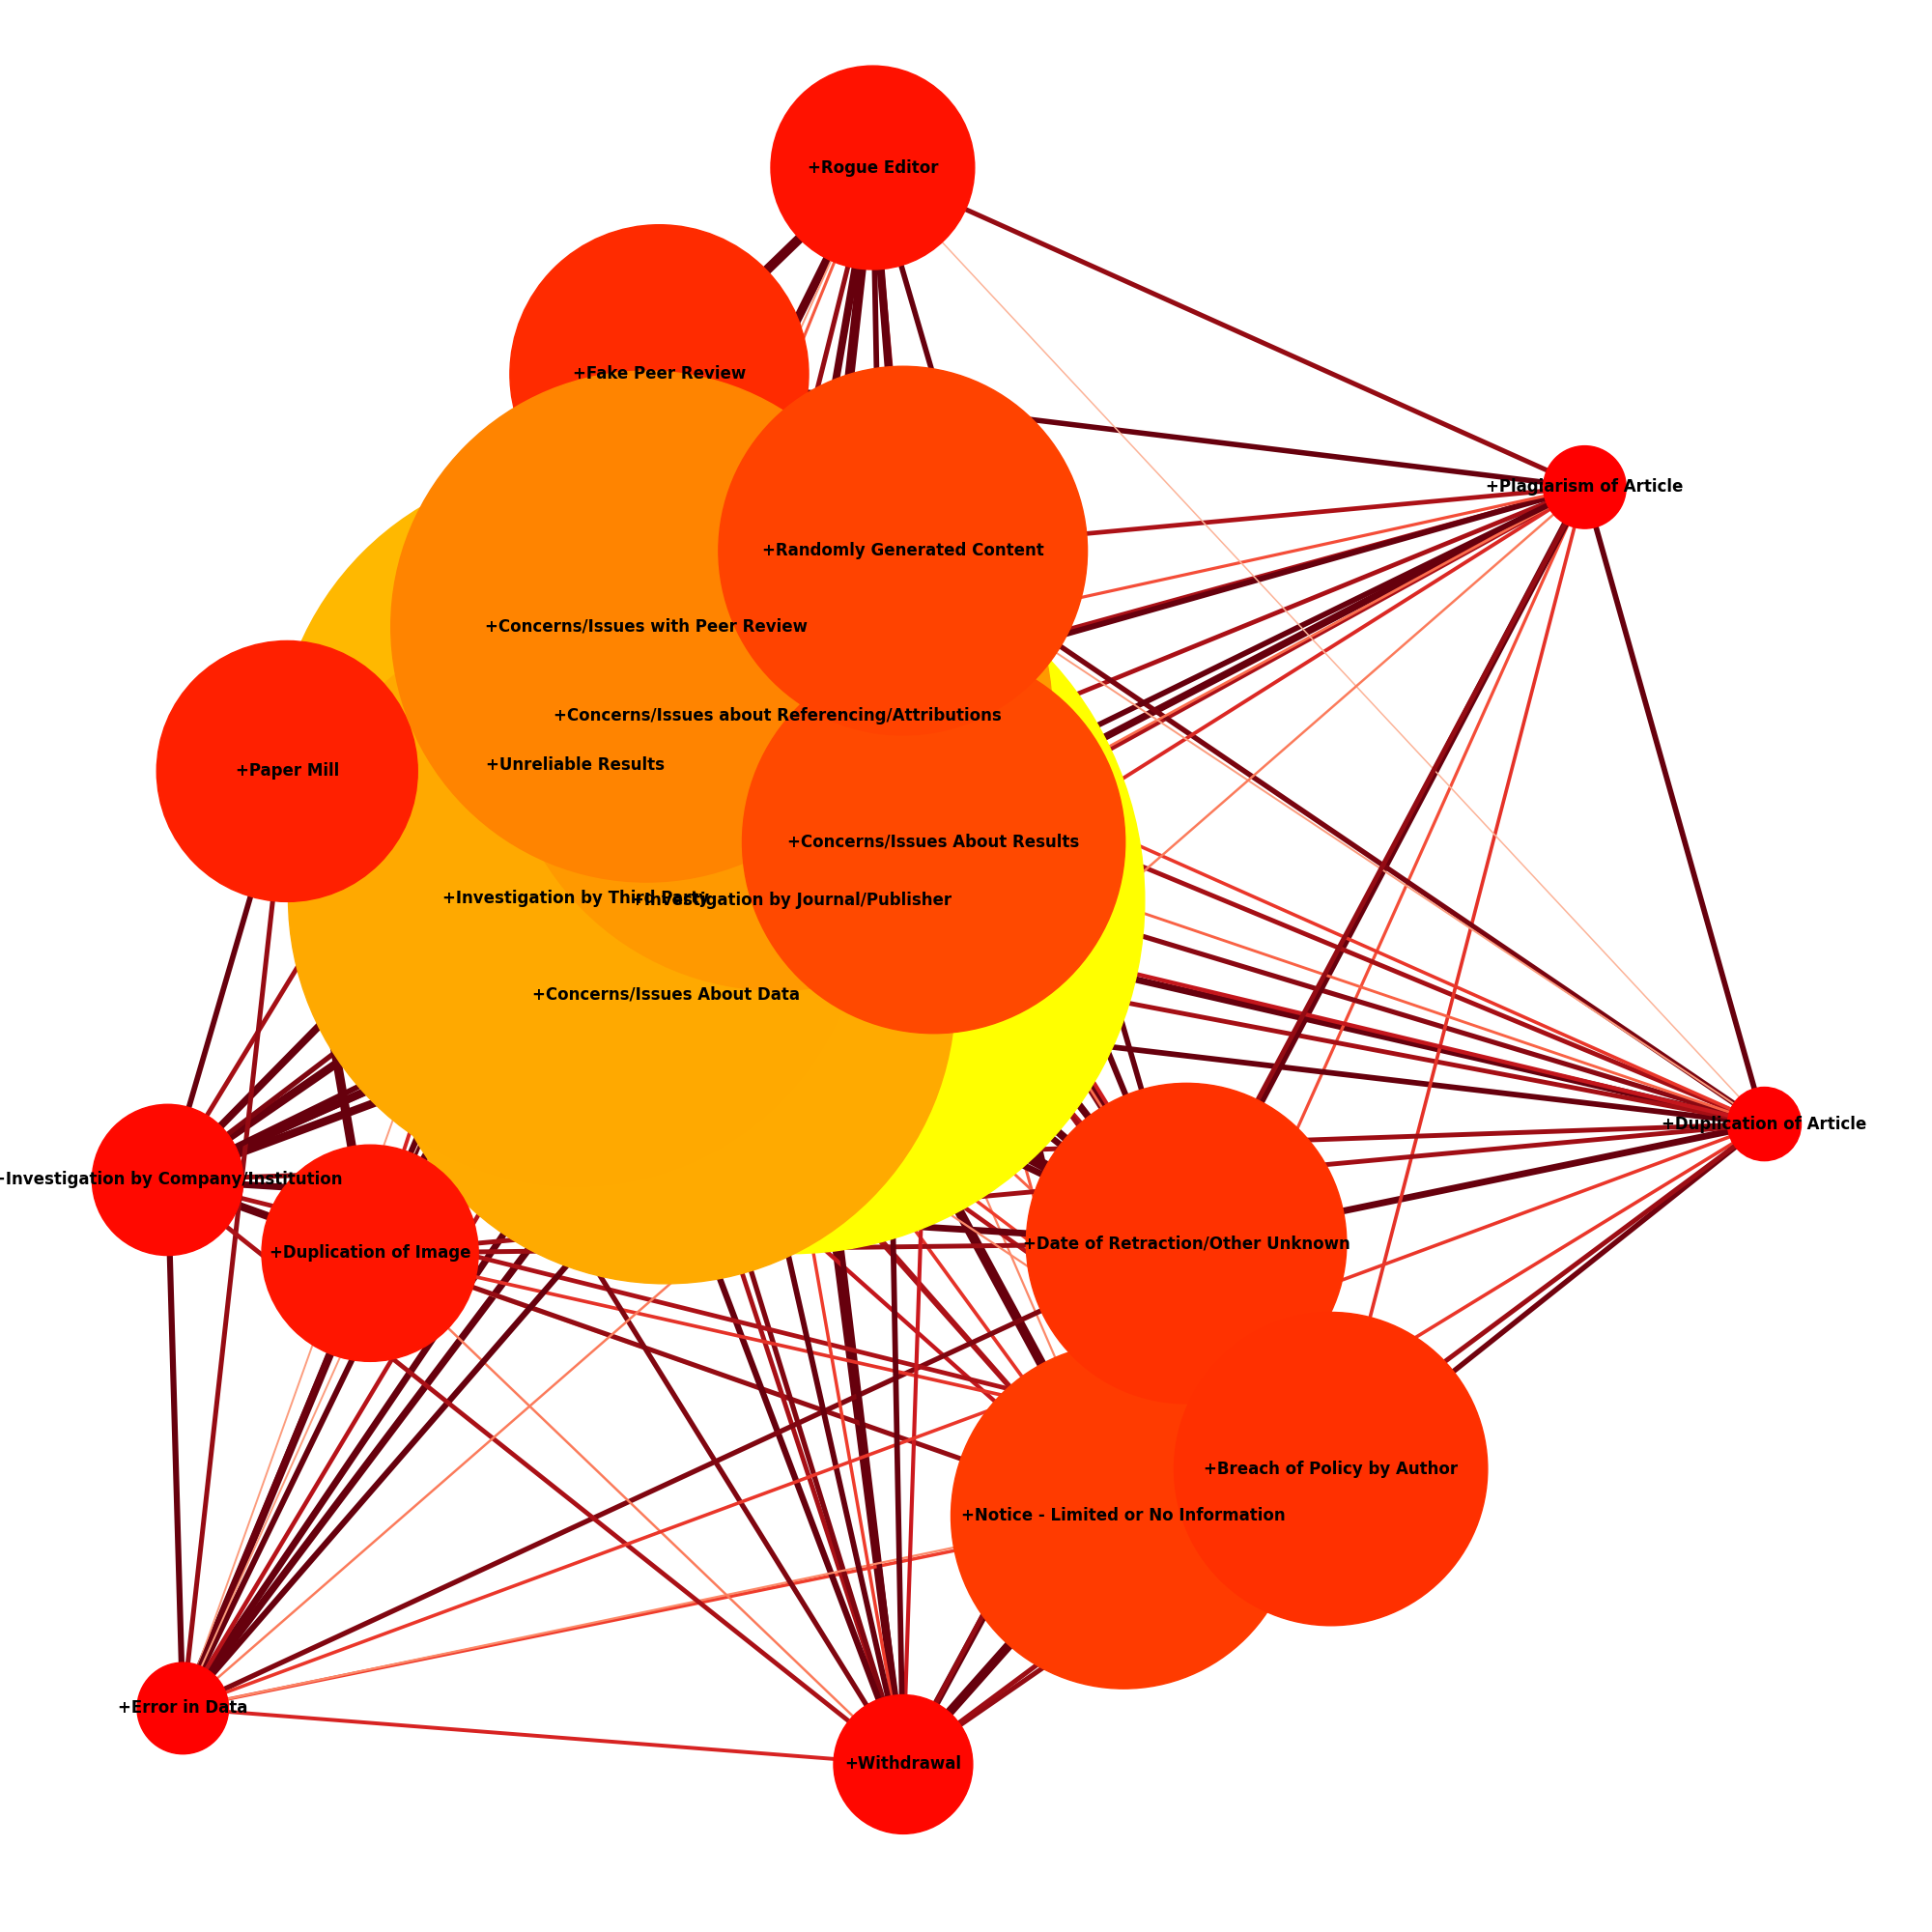 +Rogue Editor
+Fake Peer Review
+Plagiarism of Article
+Randomly Generated Content
+Concerns/Issues with Peer Review
+Concerns/Issues about Referencing/Attributions
+Unreliable Results
+Paper Mill
+Concerns/Issues About Results
+Investigation by Third Party
+Investigation by Journal/Publisher
+Concerns/Issues About Data
+Duplication of Article
+Investigation by Company/Institution
+Date of Retraction/Other Unknown
+Duplication of Image
+Breach of Policy by Author
+Notice - Limited or No Information
+Error in Data
+Withdrawal